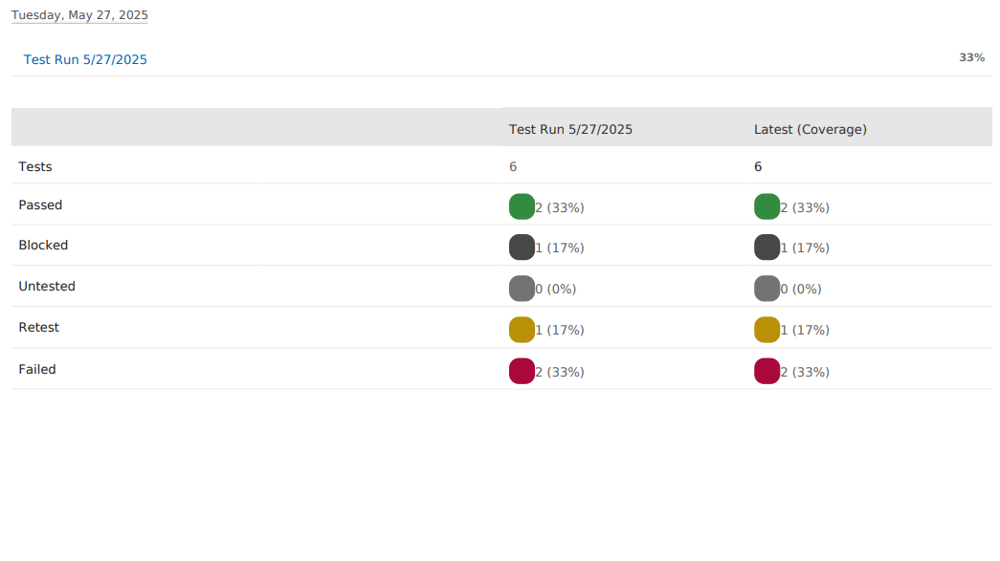 Tuesday, May 27, 2025
Test Run 5/27/2025 33%
Test Run 5/27/2025 Latest (Coverage)
Tests 6 6
Passed 2 (33%) 2 (33%)
Blocked 1 (17%) 1 (17%)
Untested 0 (0%) 0 (0%)
Retest 1 (17%) 1 (17%)
Failed 2 (33%) 2 (33%)